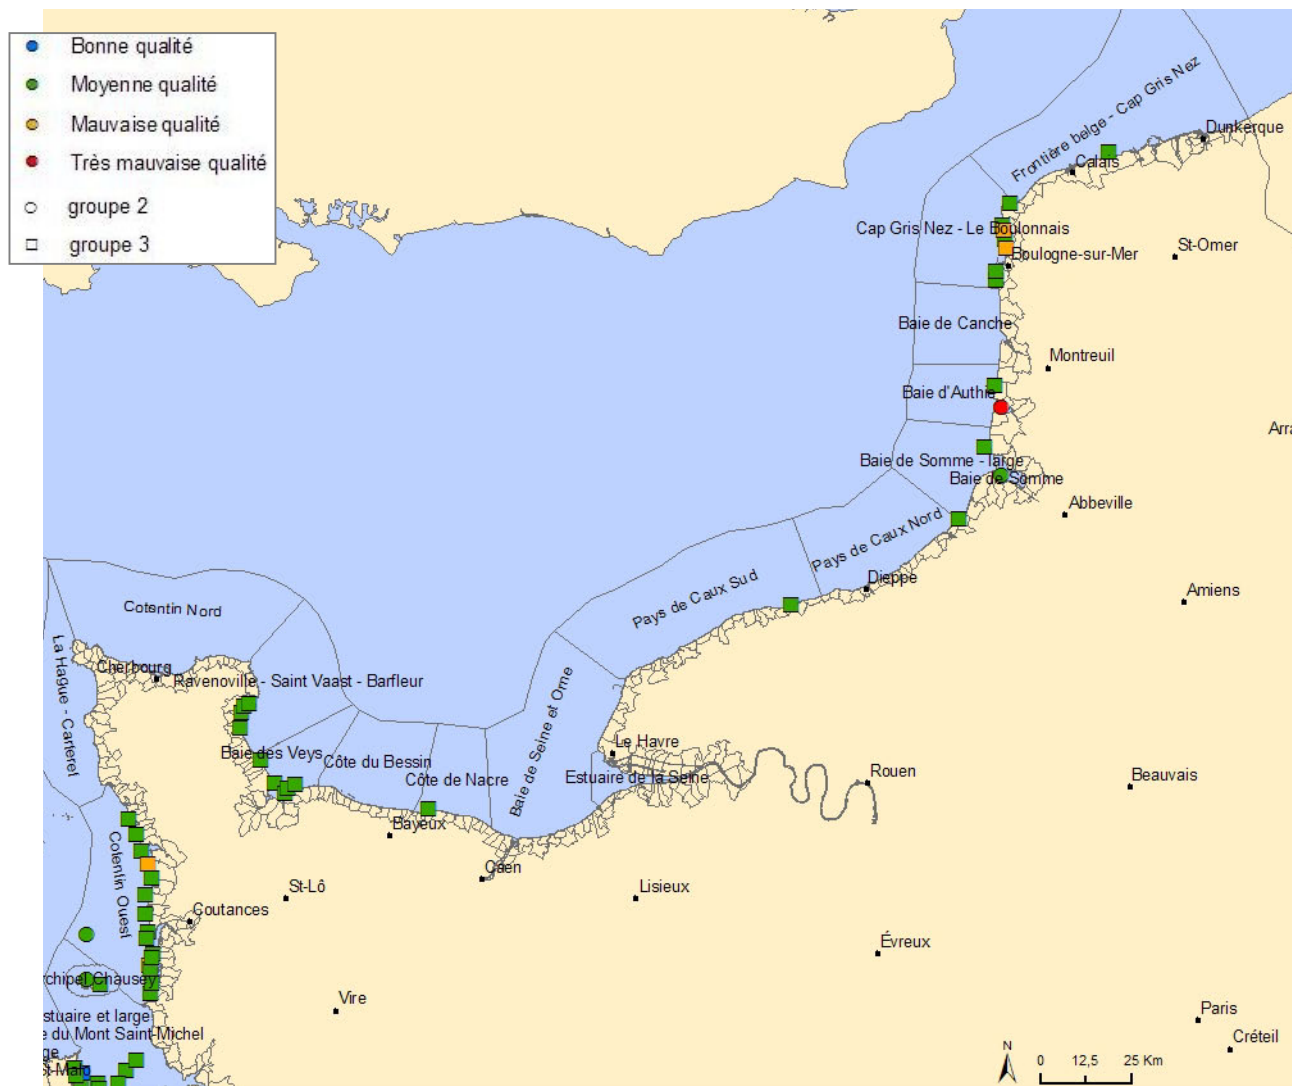 Bonne qualité
Moyenne qualité
Mauvaise qualité
Très mauvaise qualité
groupe 2
groupe 3
Frontière belge - Cap Gris Nez
Dunkerque
Calais
Cap Gris Nez - Le Boulonnais
St-Omer
Boulogne-sur-Mer
Baie de Canche
Montreuil
Baie d'Authie
Arra
Baie de Somme - large
Baie de Somme
Abbeville
Pays de Caux Nord
Dieppe
Pays de Caux Sud
Amiens
Cotentin Nord
La Hague - Carteret
Cherbourg
Ravenoville - Saint Vaast - Barfleur
Baie de Seine et Orne
Baie des Veys
Côte du Bessin
Côte de Nacre
Le Havre
Estuaire de la Seine
Rouen
Beauvais
Bayeux
Caen
Cotentin Ouest
St-Lô
Lisieux
Coutances
Évreux
rchipel Chausey
Vire
stuaire et large
e du Mont Saint-Michel
ge
St-Malo
Paris
Créteil
N
0 12,5 25 Km